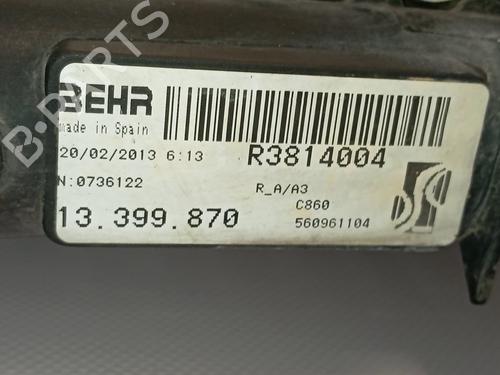 B-PARTS
BEHR
made in Spain
20/02/2013 6:13
R3814004
N:0736122
R_A/A3
13.399.870
C860
560961104